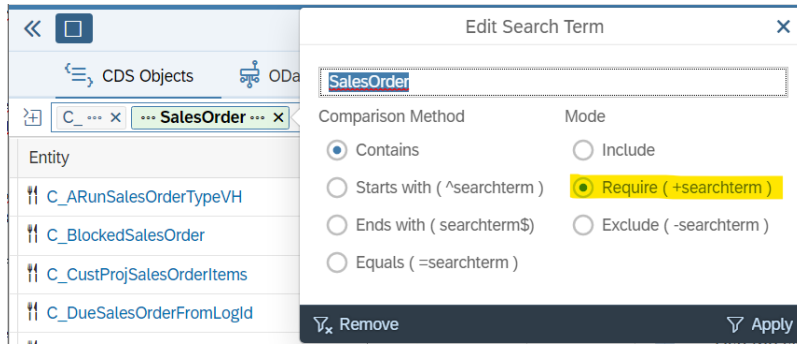 Edit Search Term
CDS Objects
ODa
C_ ··· ×
··· SalesOrder ··· ×
Entity
C_ARunSalesOrderTypeVH
C_BlockedSalesOrder
C_CustProjSalesOrderItems
C_DueSalesOrderFromLogId
SalesOrder
Comparison Method
Contains
Starts with ( ^searchterm )
Ends with ( searchterm$)
Equals ( =searchterm )
Mode
Include
Require ( +searchterm )
Exclude ( -searchterm )
Remove
Apply